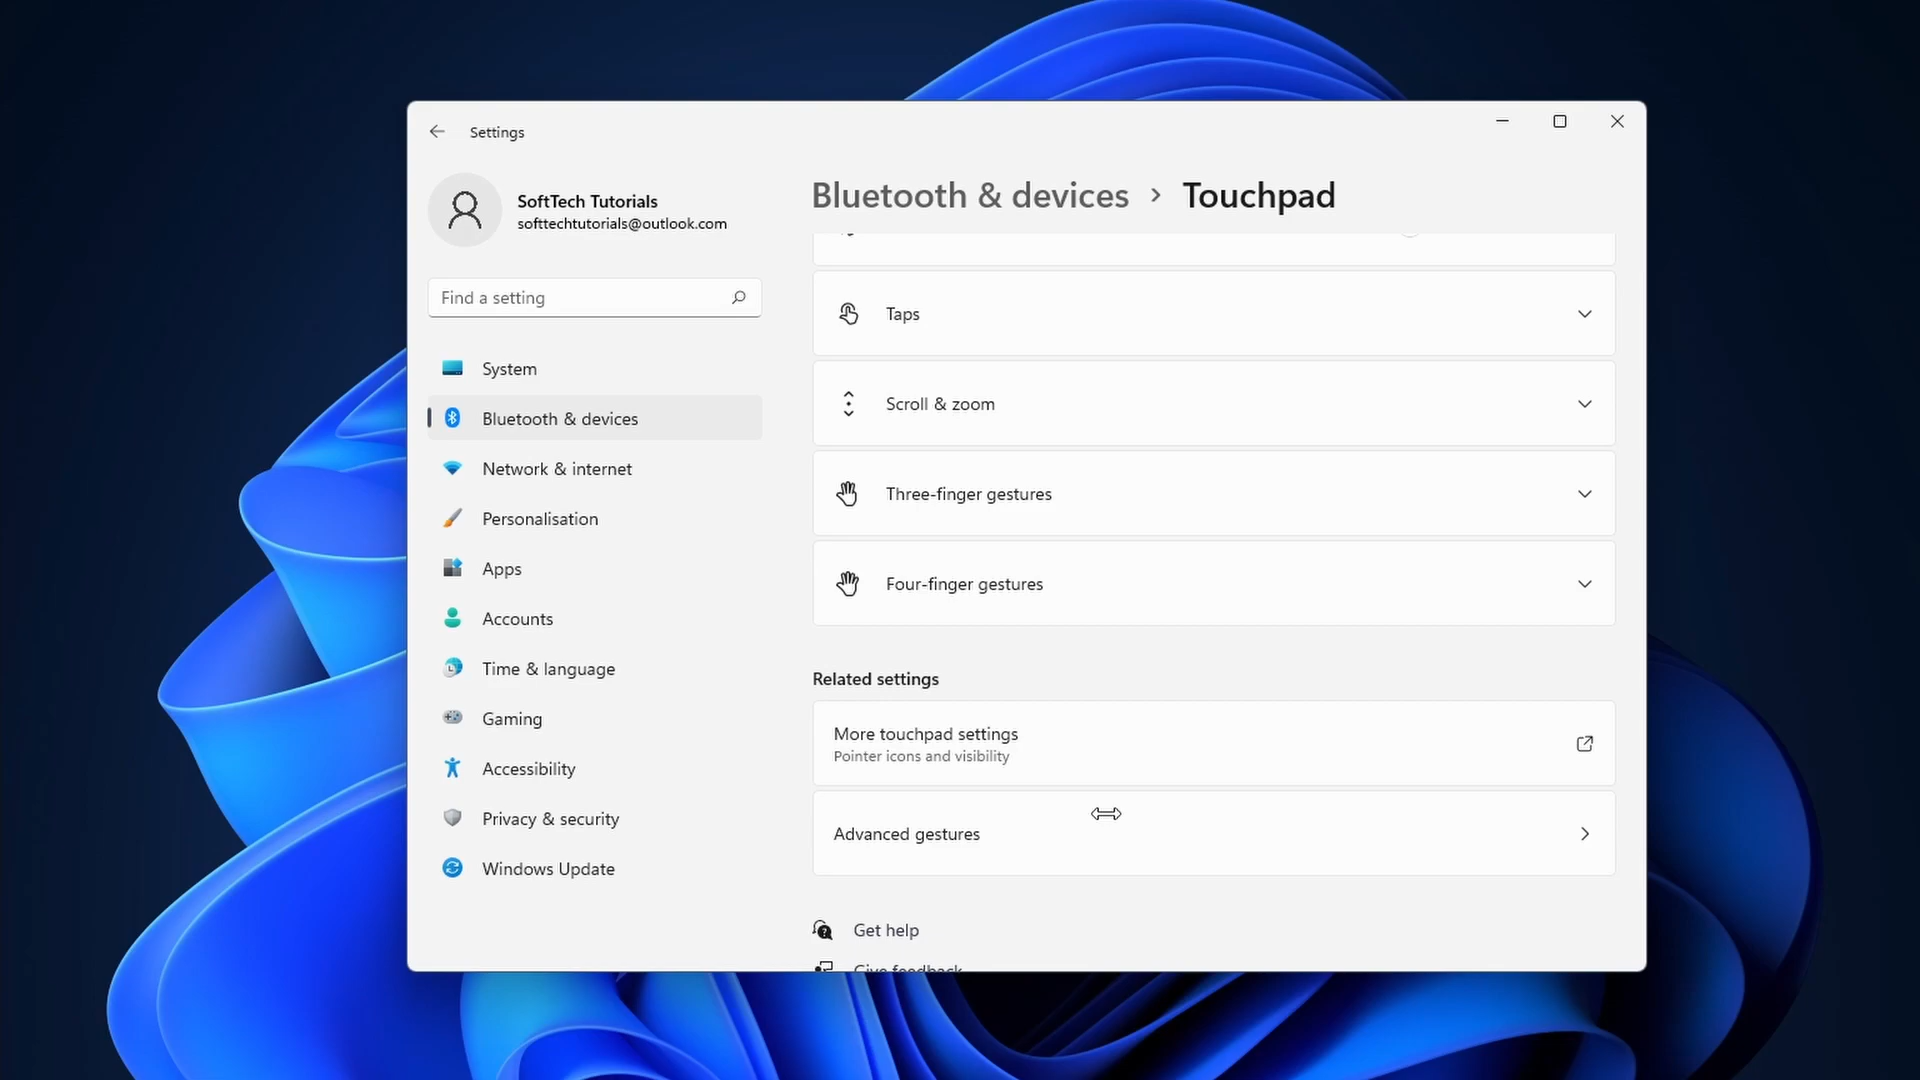 Settings
SoftTech Tutorials
softtechtutorials@outlook.com
Find a setting
System
Bluetooth & devices
Network & internet
Personalisation
Apps
Accounts
Time & language
Gaming
Accessibility
Privacy & security
Windows Update
Bluetooth & devices › Touchpad
Taps
Scroll & zoom
Three-finger gestures
Four-finger gestures
Related settings
More touchpad settings
Pointer icons and visibility
Advanced gestures
Get help
Give feedback